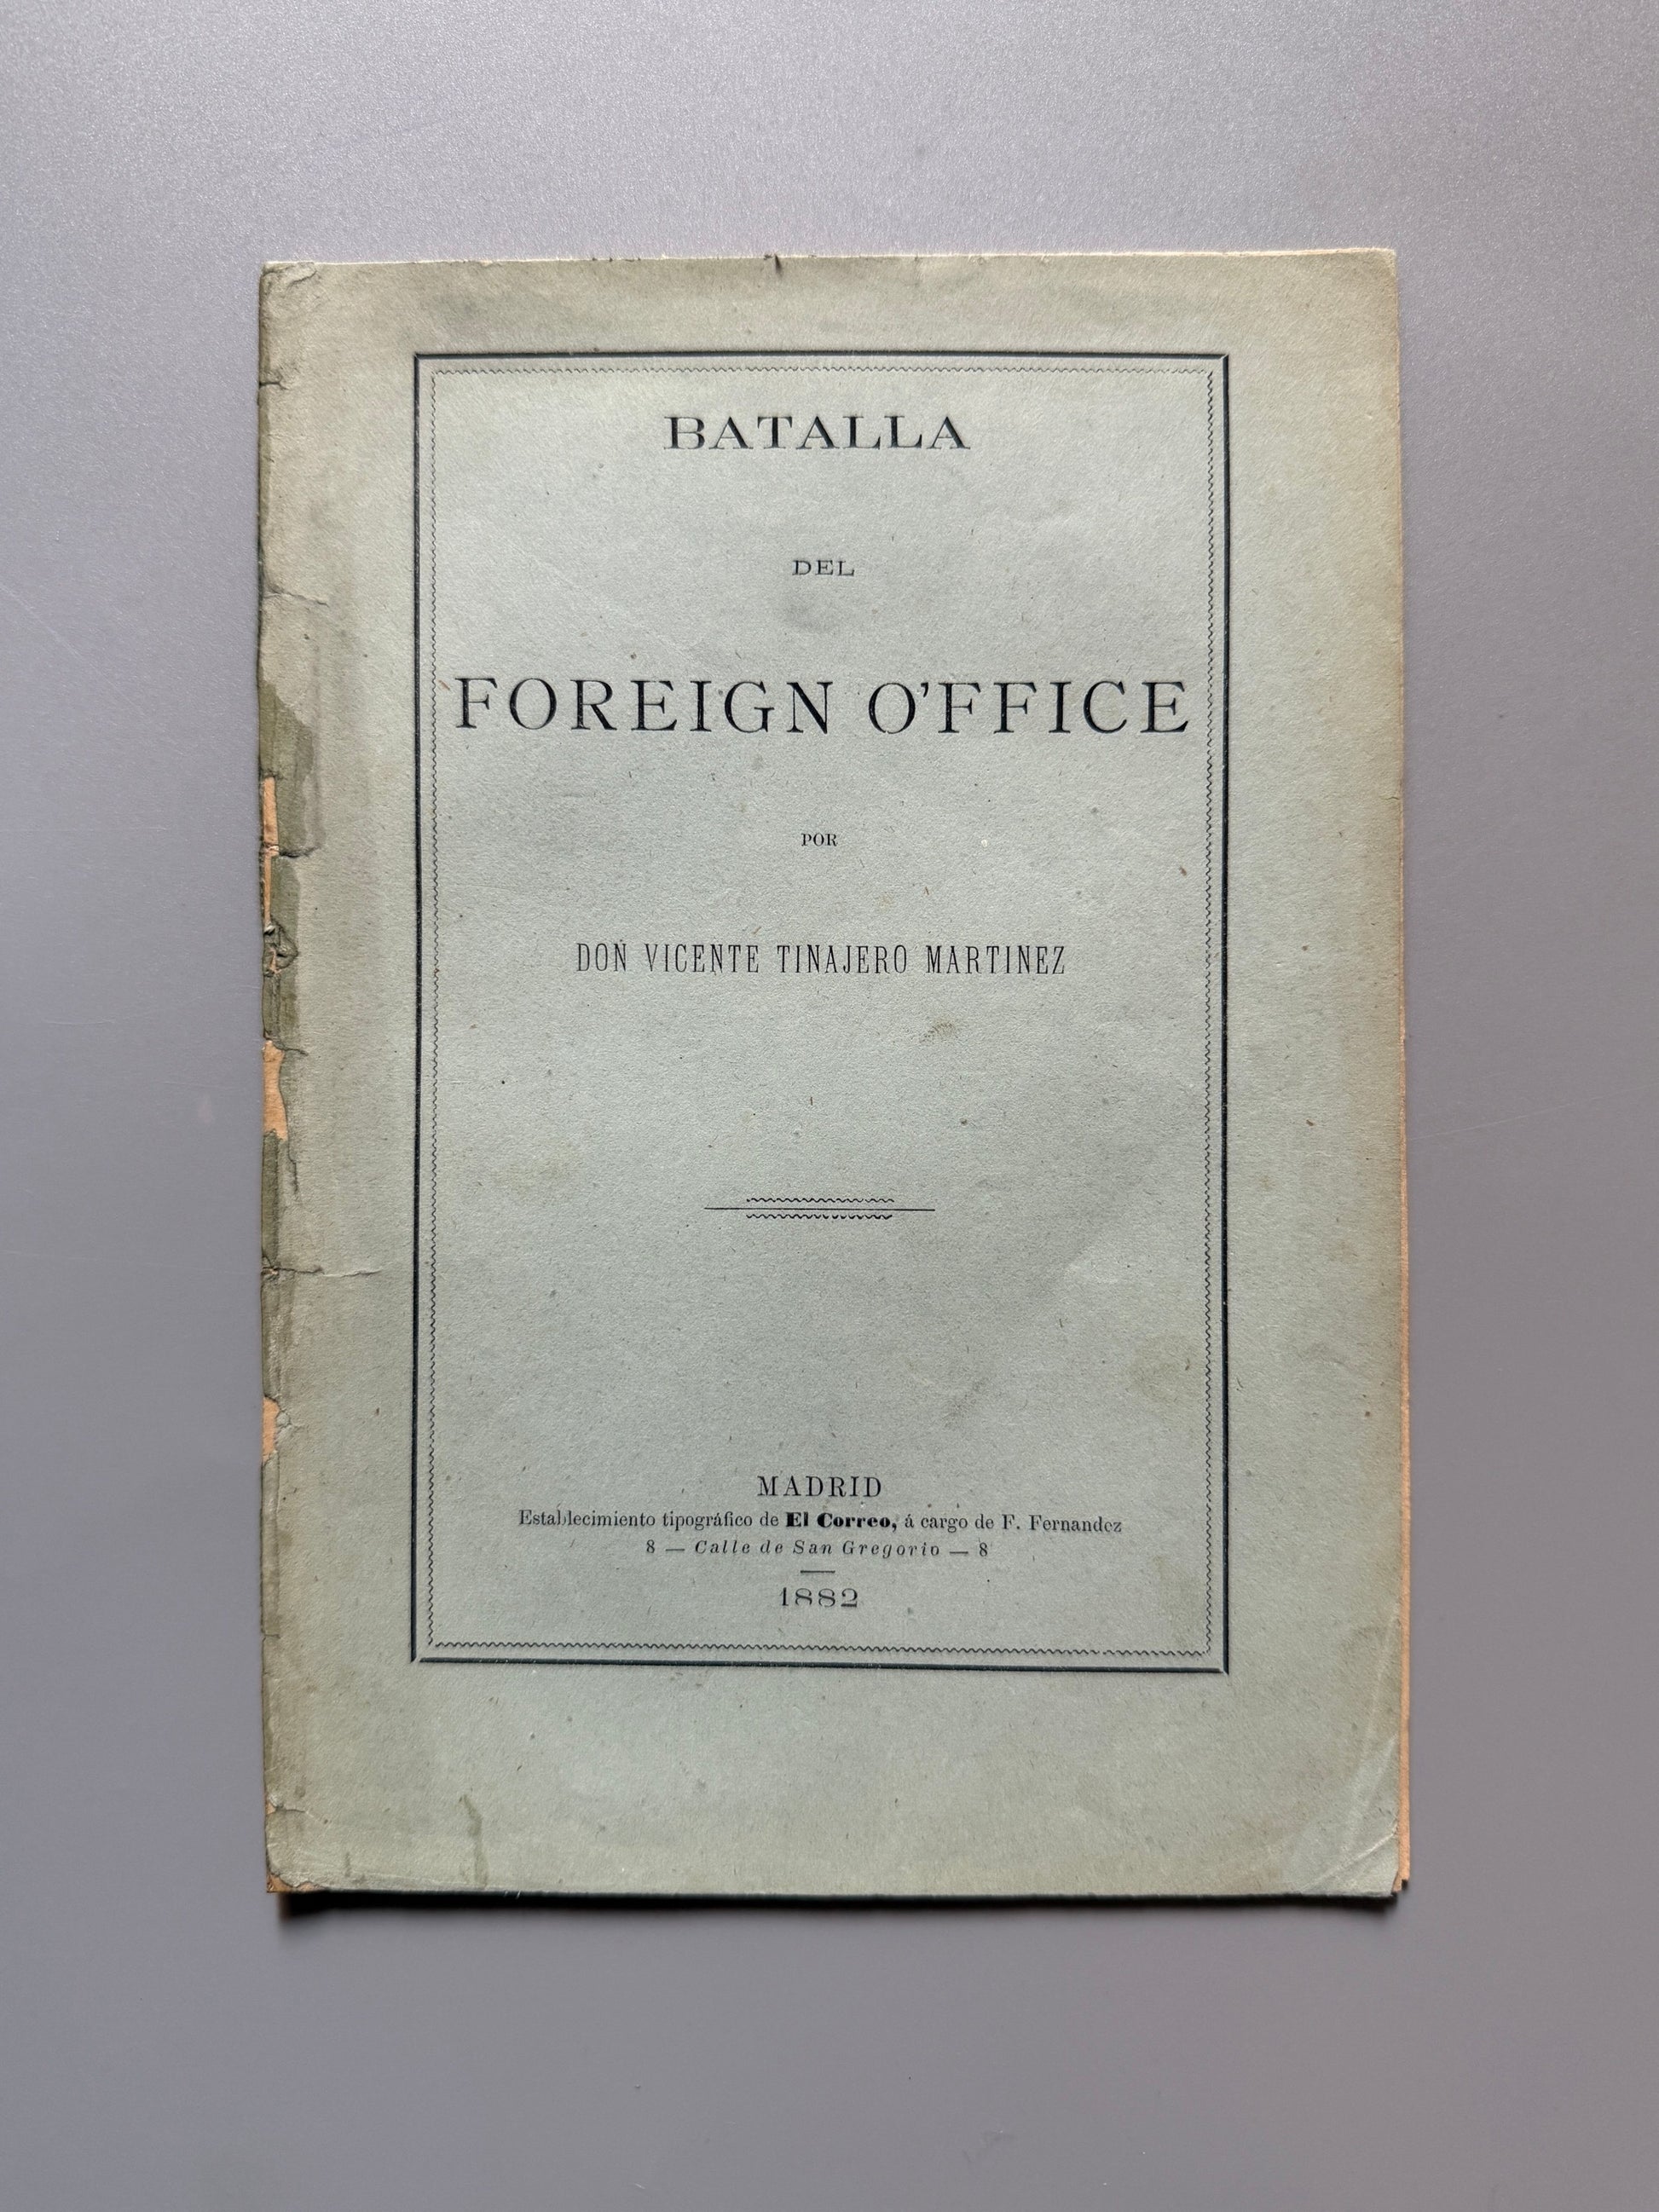 BATALLA
DEL
FOREIGN O'FFICE
POR
DON VICENTE TINAJERO MARTINEZ
MADRID
Establecimiento tipográfico de El Correo, á cargo de F. Fernandez
8 — Calle de San Gregorio — 8
1882